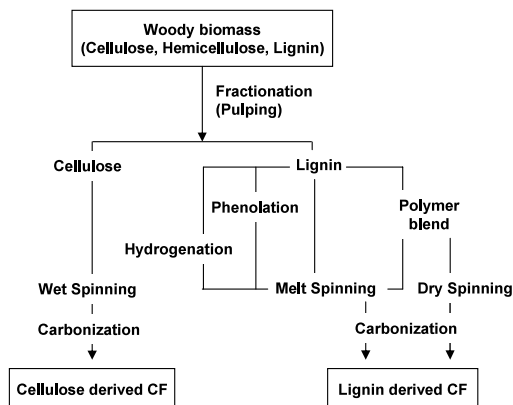 Woody biomass
(Cellulose, Hemicellulose, Lignin)
Fractionation
(Pulping)
Cellulose
Lignin
Phenolation
Polymer
blend
Hydrogenation
Wet Spinning
Melt Spinning
Dry Spinning
Carbonization
Carbonization
Cellulose derived CF
Lignin derived CF